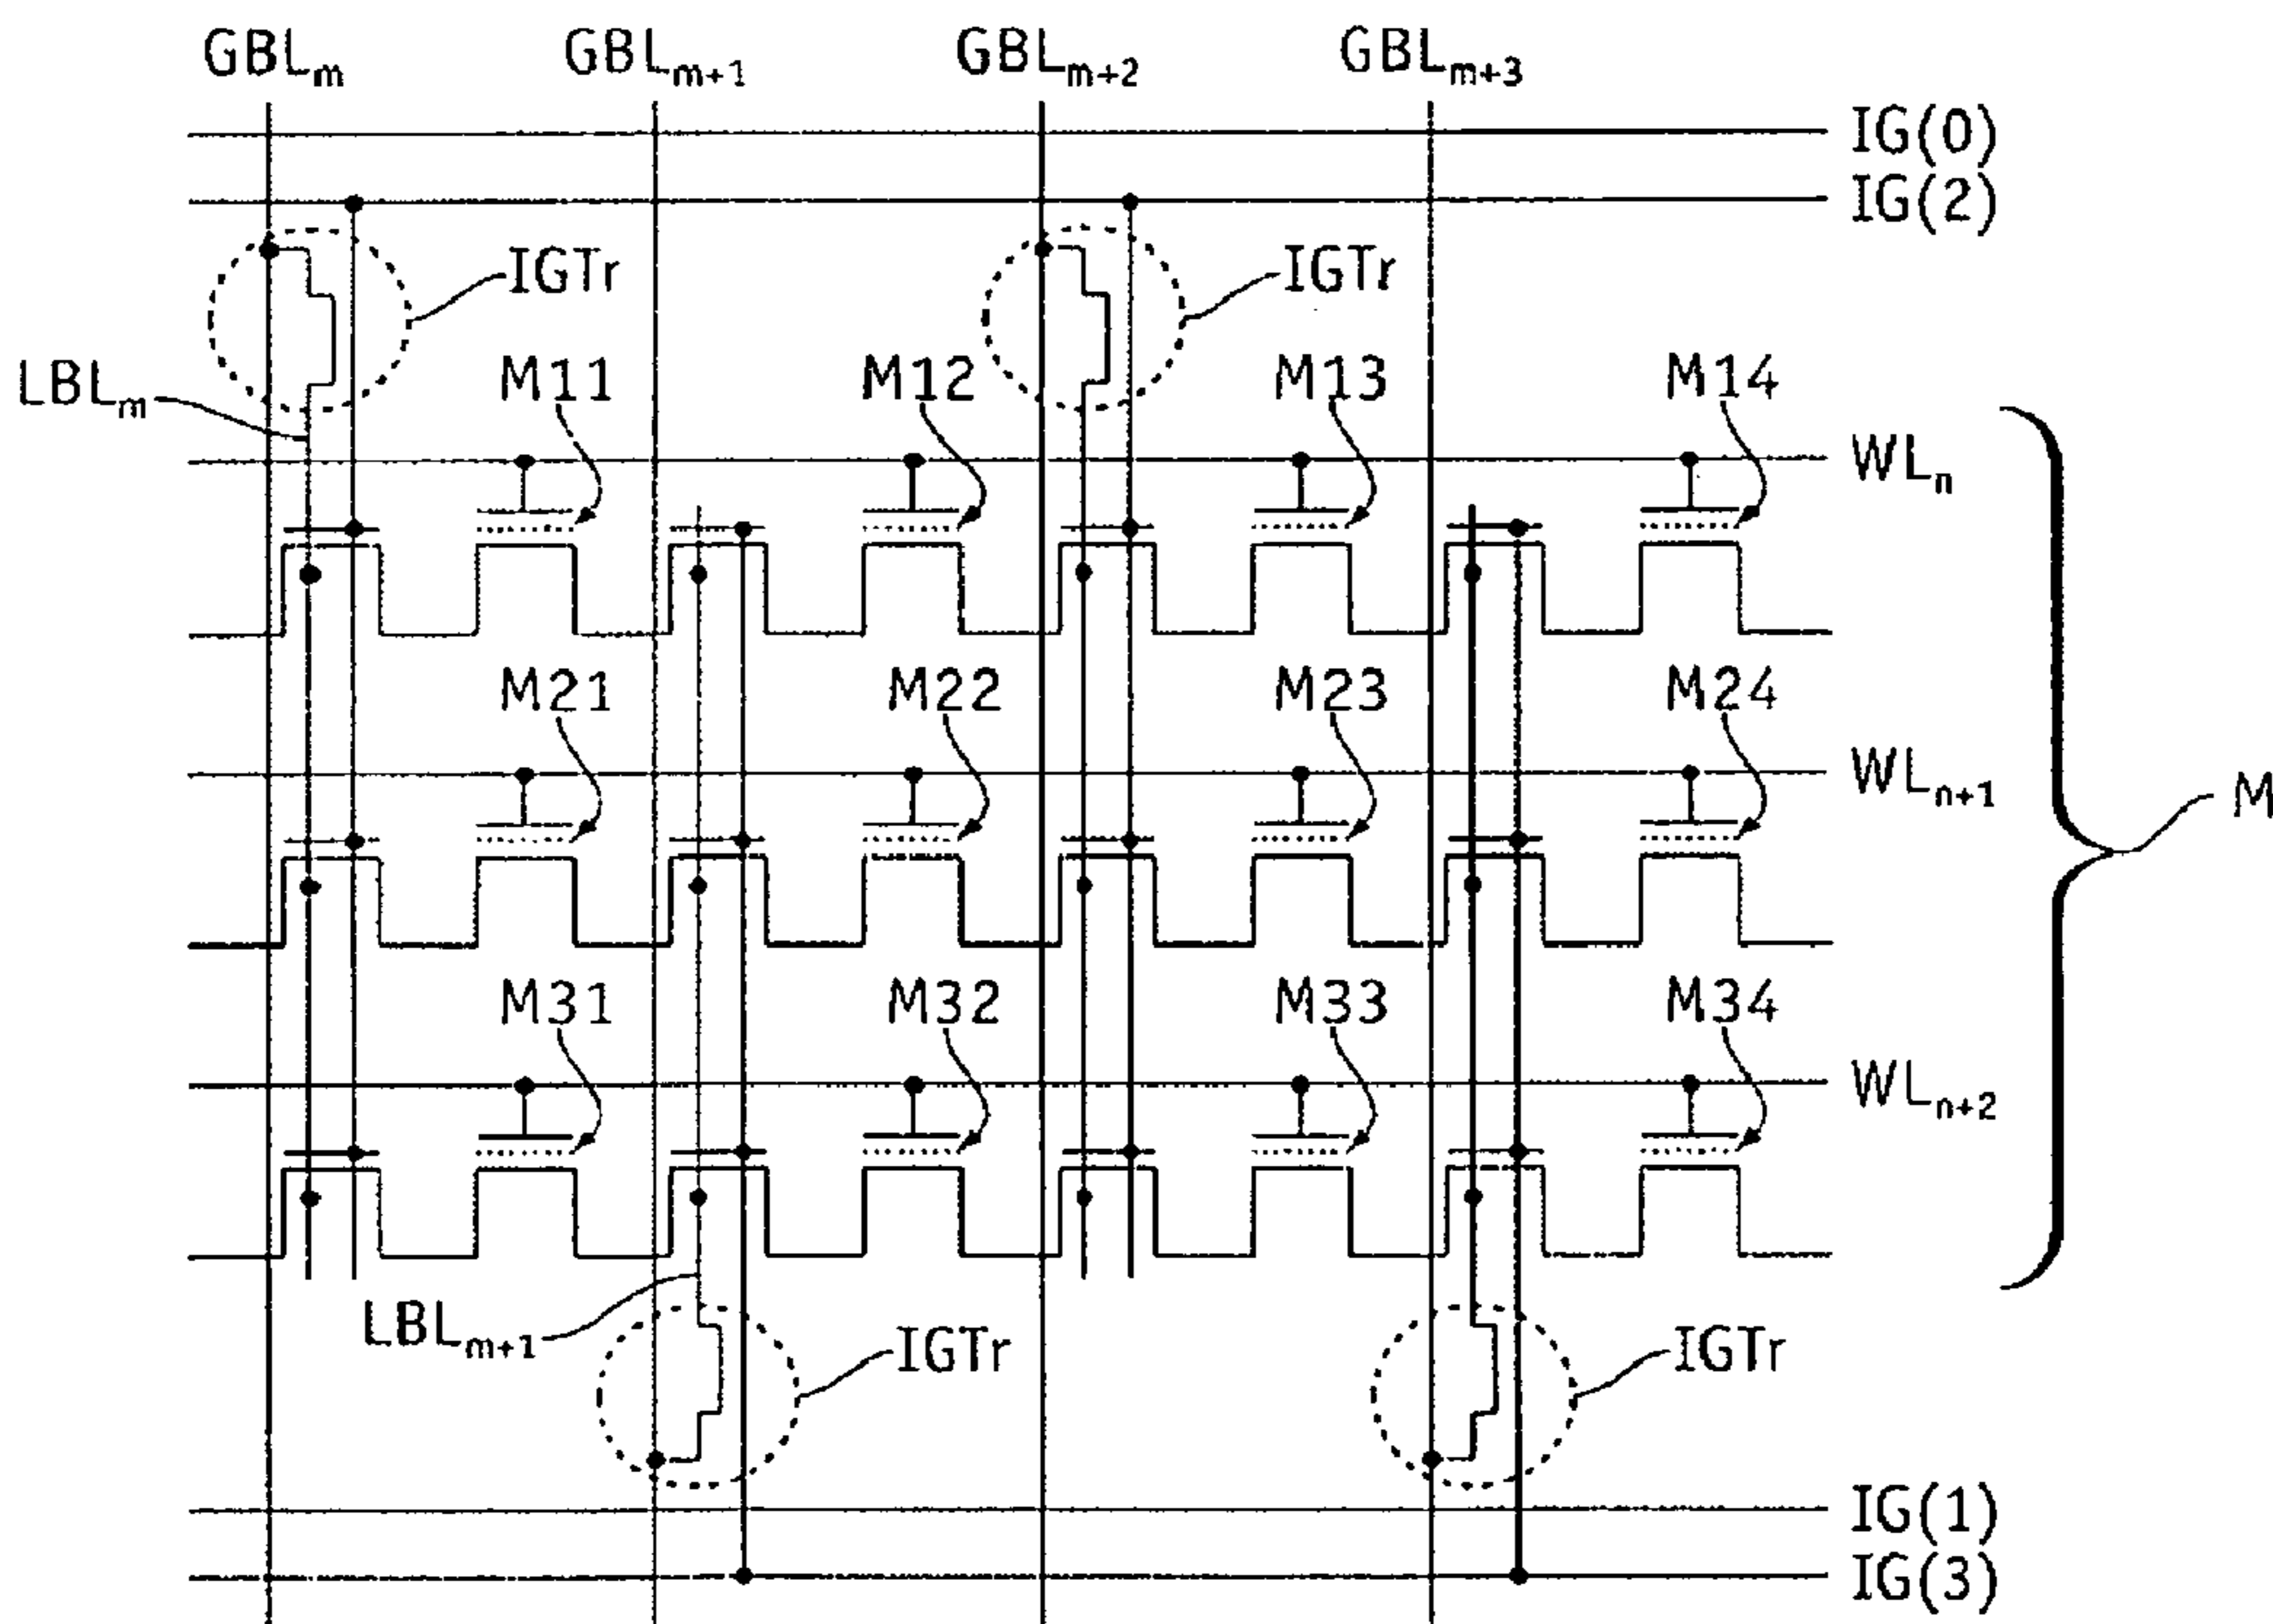 GBLm GBLm+1 GBLm+2 GBLm+3
IG(0)
IG(2)
IGTr IGTr
LBLm M11 M12 M13 M14
WLn
M21 M22 M23 M24
WLn+1
M
M31 M32 M33 M34
WLn+2
LBLm+1 IGTr IGTr
IG(1)
IG(3)